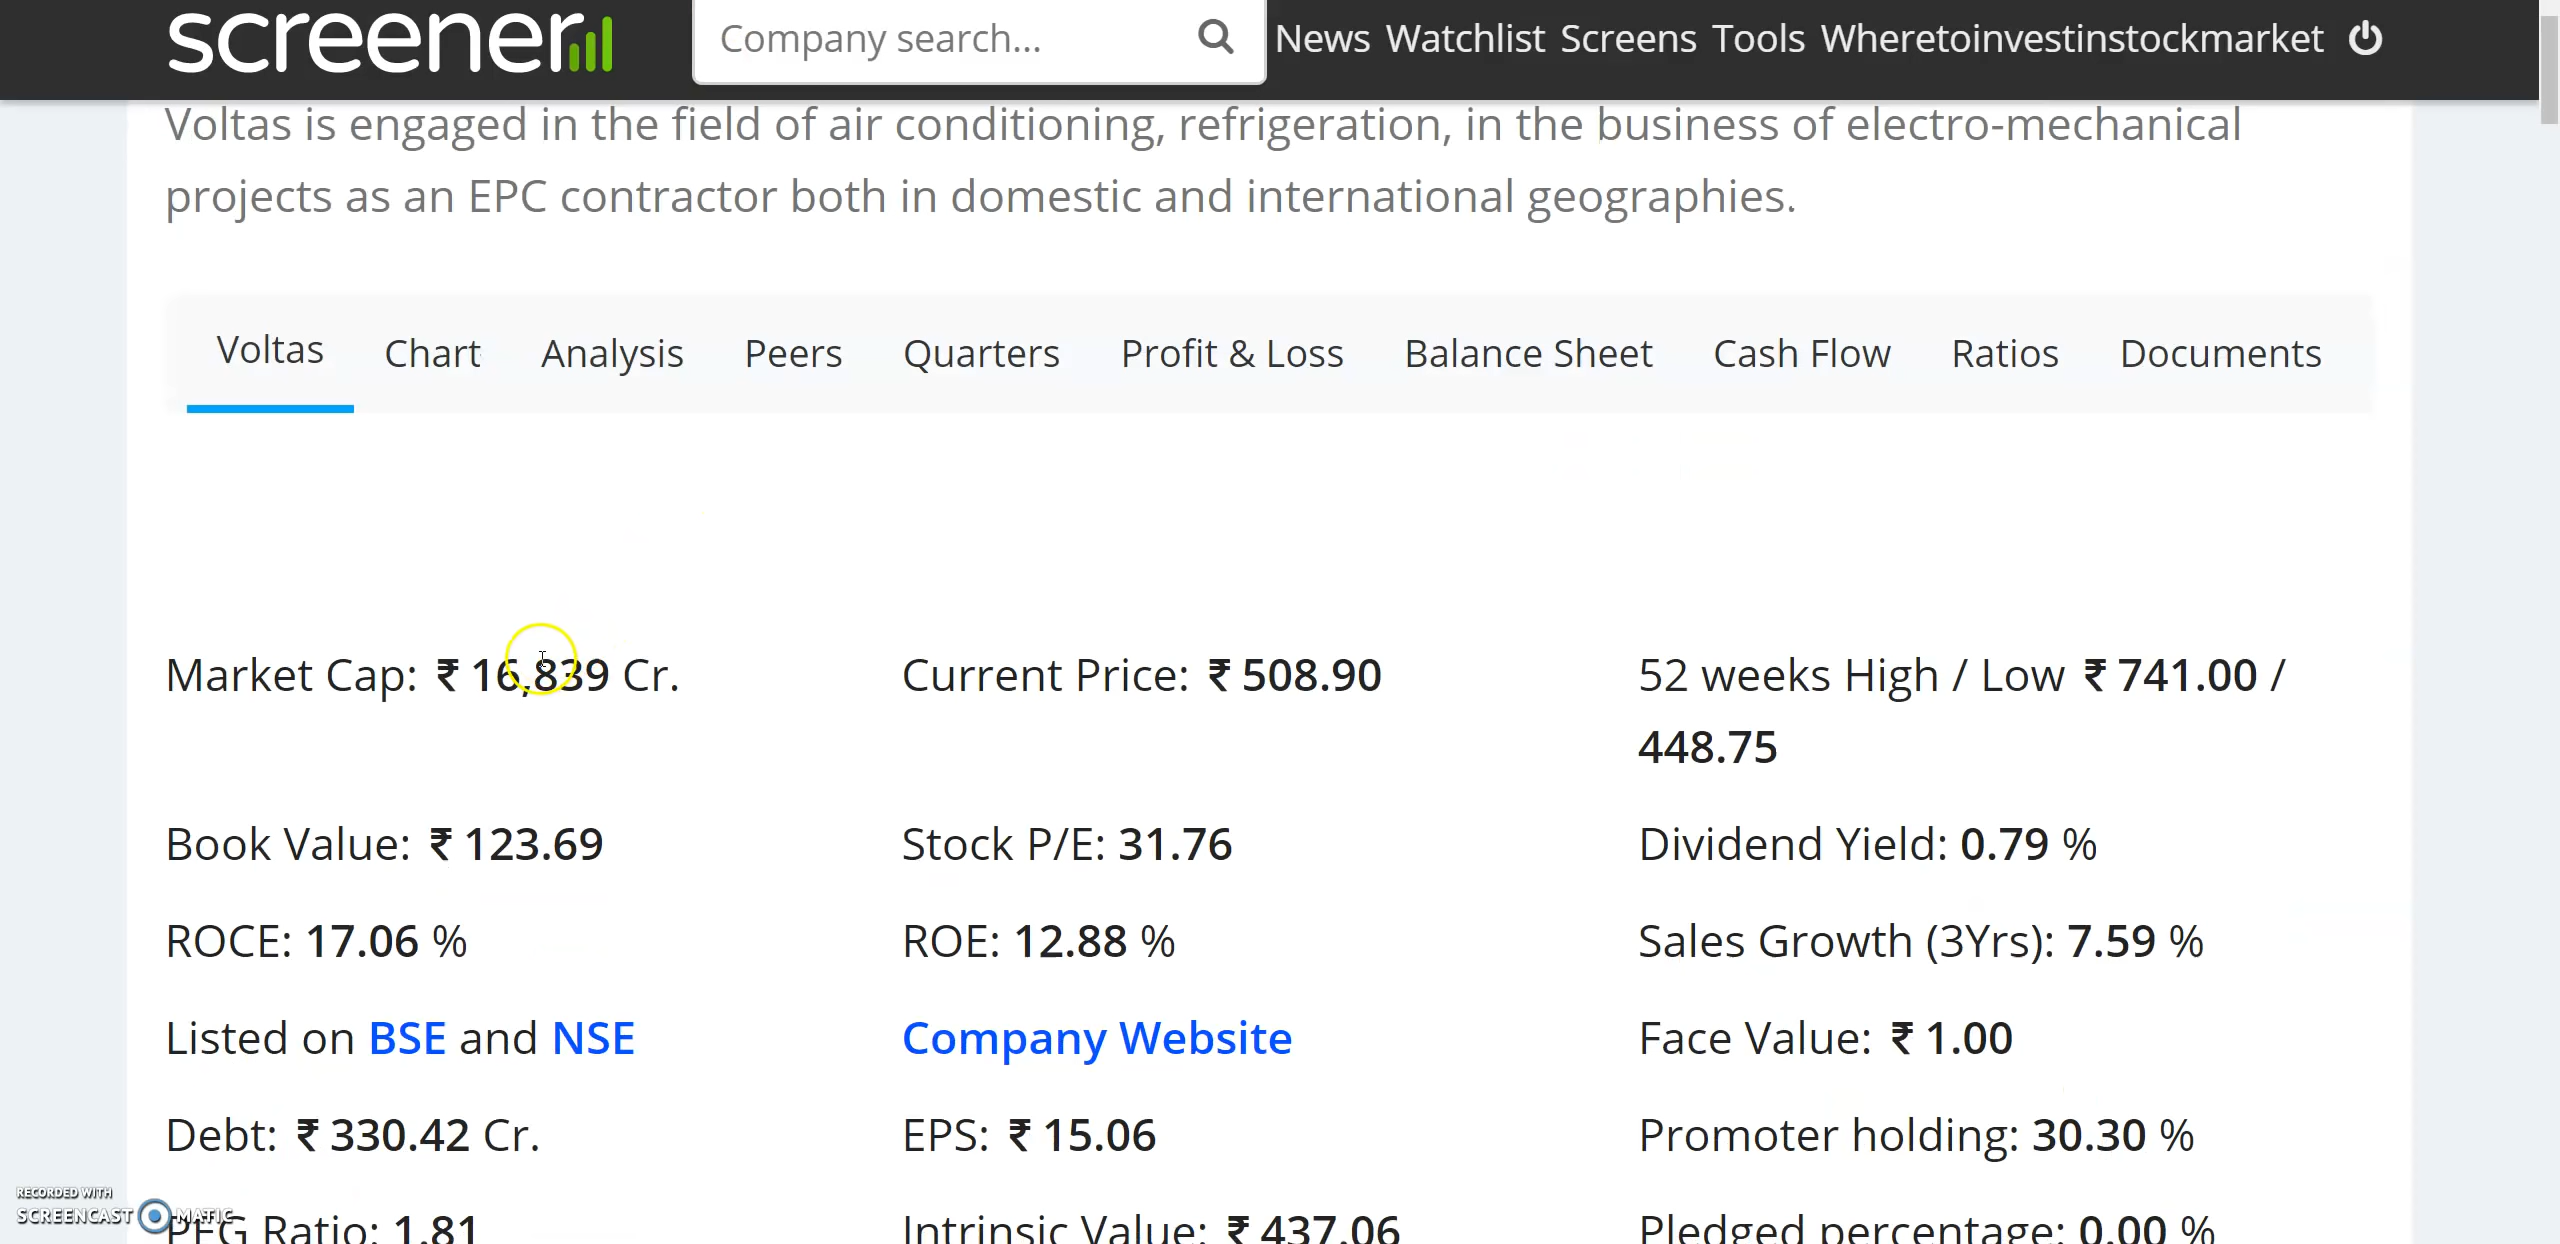 screener
Company search...
News Watchlist Screens Tools Wheretoinvestinstockmarket
Voltas is engaged in the field of air conditioning, refrigeration, in the business of electro-mechanical
projects as an EPC contractor both in domestic and international geographies.
Voltas Chart Analysis Peers Quarters Profit & Loss Balance Sheet Cash Flow Ratios Documents
Market Cap: ₹ 16,839 Cr. Current Price: ₹ 508.90 52 weeks High / Low ₹ 741.00 /
448.75
Book Value: ₹ 123.69 Stock P/E: 31.76 Dividend Yield: 0.79 %
ROCE: 17.06 % ROE: 12.88 % Sales Growth (3Yrs): 7.59 %
Listed on BSE and NSE Company Website Face Value: ₹ 1.00
Debt: ₹ 330.42 Cr. EPS: ₹ 15.06 Promoter holding: 30.30 %
PEG Ratio: 1.81 Intrinsic Value: ₹ 437.06 Pledged percentage: 0.00 %
RECORDED WITH
SCREENCAST MATIC